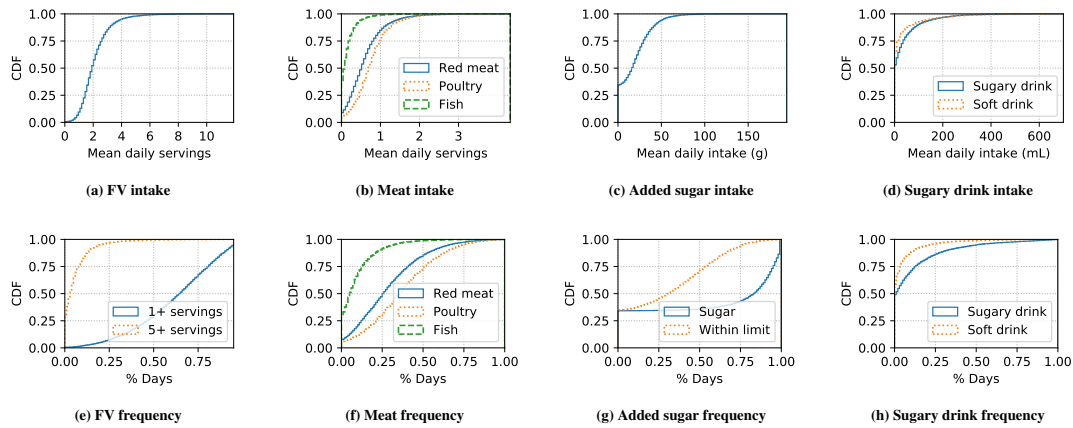 1.00
0.75
0.50
0.25
0.00
CDF
0 2 4 6 8 10
Mean daily servings
(a) FV intake
1.00
0.75
0.50
0.25
0.00
CDF
Red meat
Poultry
Fish
0 1 2 3
Mean daily servings
(b) Meat intake
1.00
0.75
0.50
0.25
0.00
CDF
0 50 100 150
Mean daily intake (g)
(c) Added sugar intake
1.00
0.75
0.50
0.25
0.00
CDF
Sugary drink
Soft drink
0 200 400 600
Mean daily intake (mL)
(d) Sugary drink intake
1.00
0.75
0.50
0.25
0.00
CDF
1+ servings
5+ servings
0.00 0.25 0.50 0.75
% Days
(e) FV frequency
1.00
0.75
0.50
0.25
0.00
CDF
Red meat
Poultry
Fish
0.00 0.25 0.50 0.75 1.00
% Days
(f) Meat frequency
1.00
0.75
0.50
0.25
0.00
CDF
Sugar
Within limit
0.00 0.25 0.50 0.75 1.00
% Days
(g) Added sugar frequency
1.00
0.75
0.50
0.25
0.00
CDF
Sugary drink
Soft drink
0.00 0.25 0.50 0.75 1.00
% Days
(h) Sugary drink frequency